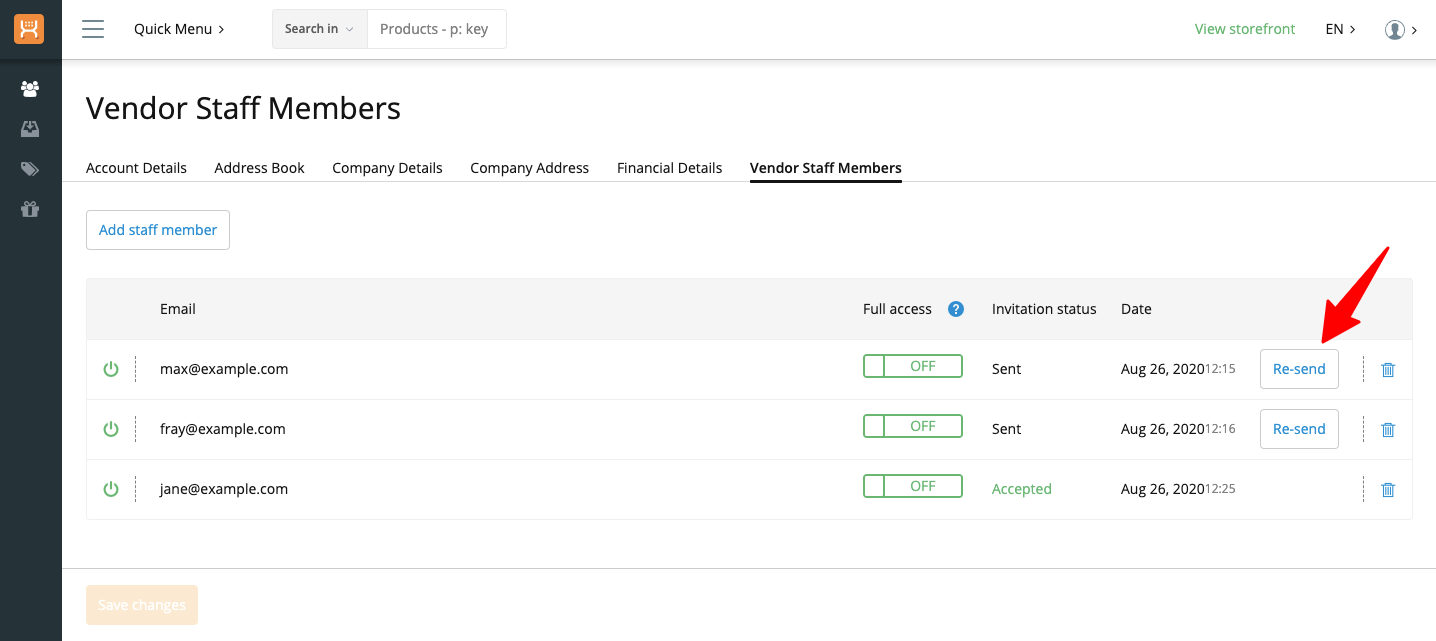 Quick Menu
Search in
Products - p: key
View storefront
EN
Vendor Staff Members
Account Details
Address Book
Company Details
Company Address
Financial Details
Vendor Staff Members
Add staff member
Email
Full access ?
Invitation status
Date
max@example.com
OFF
Sent
Aug 26, 2020 12:15
Re-send
fray@example.com
OFF
Sent
Aug 26, 2020 12:16
Re-send
jane@example.com
OFF
Accepted
Aug 26, 2020 12:25
Save changes